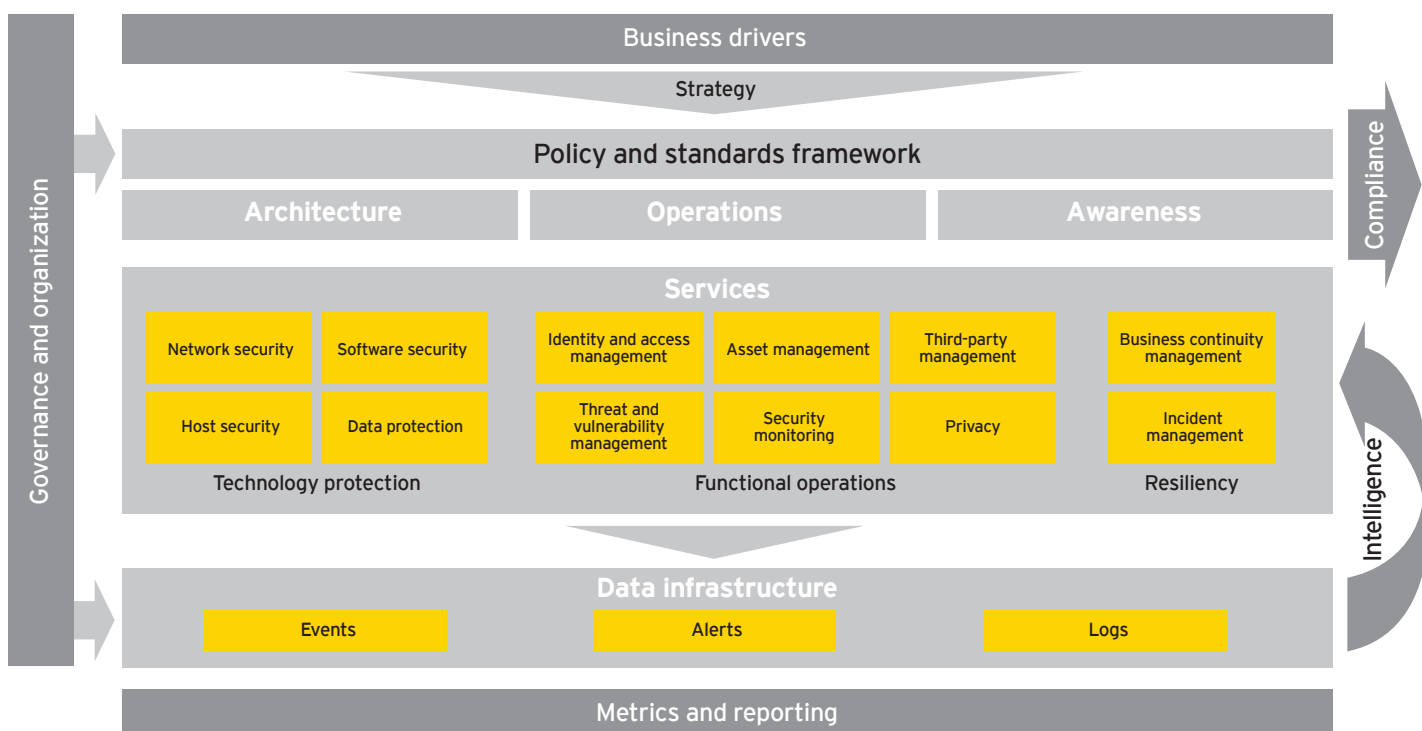 Business drivers
Strategy
Governance and organization
Policy and standards framework
Compliance
Architecture
Operations
Awareness
Services
Network security
Software security
Identity and access
management
Asset management
Third-party
management
Business continuity
management
Host security
Data protection
Threat and
vulnerability
management
Security
monitoring
Privacy
Incident
management
Technology protection
Functional operations
Resiliency
Intelligence
Data infrastructure
Events
Alerts
Logs
Metrics and reporting